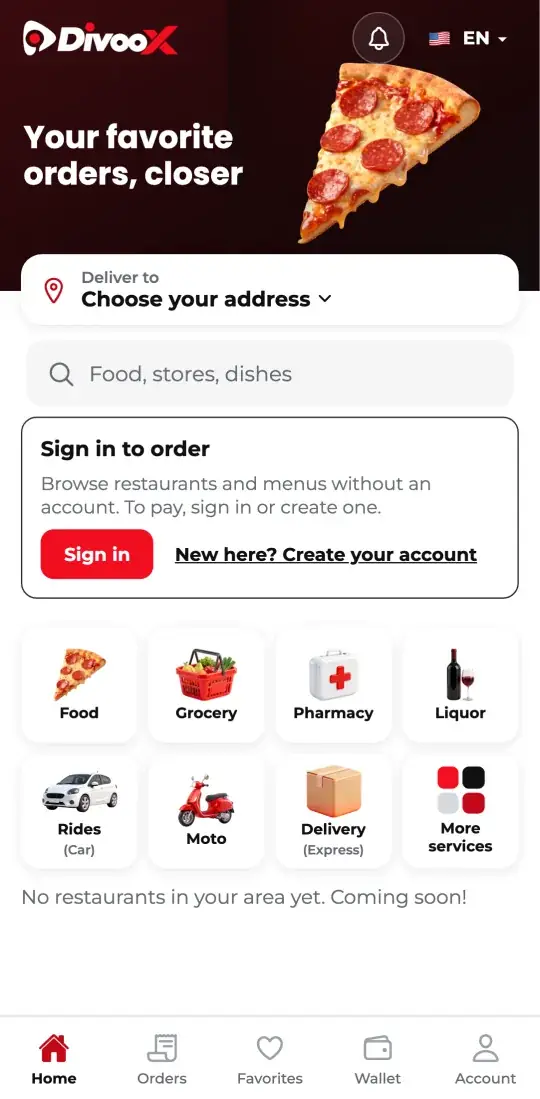 DivooX
EN
Your favorite
orders, closer
Deliver to
Choose your address
Food, stores, dishes
Sign in to order
Browse restaurants and menus without an
account. To pay, sign in or create one.
Sign in
New here? Create your account
Food
Grocery
Pharmacy
Liquor
Rides
(Car)
Moto
Delivery
(Express)
More
services
No restaurants in your area yet. Coming soon!
Home
Orders
Favorites
Wallet
Account